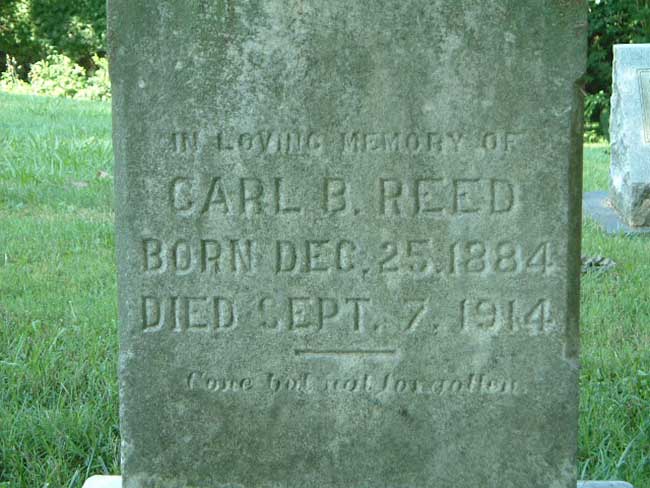 IN LOVING MEMORY OF
CARL B. REED
BORN DEC. 25. 1884
DIED SEPT. 7. 1914
Gone but not forgotten.